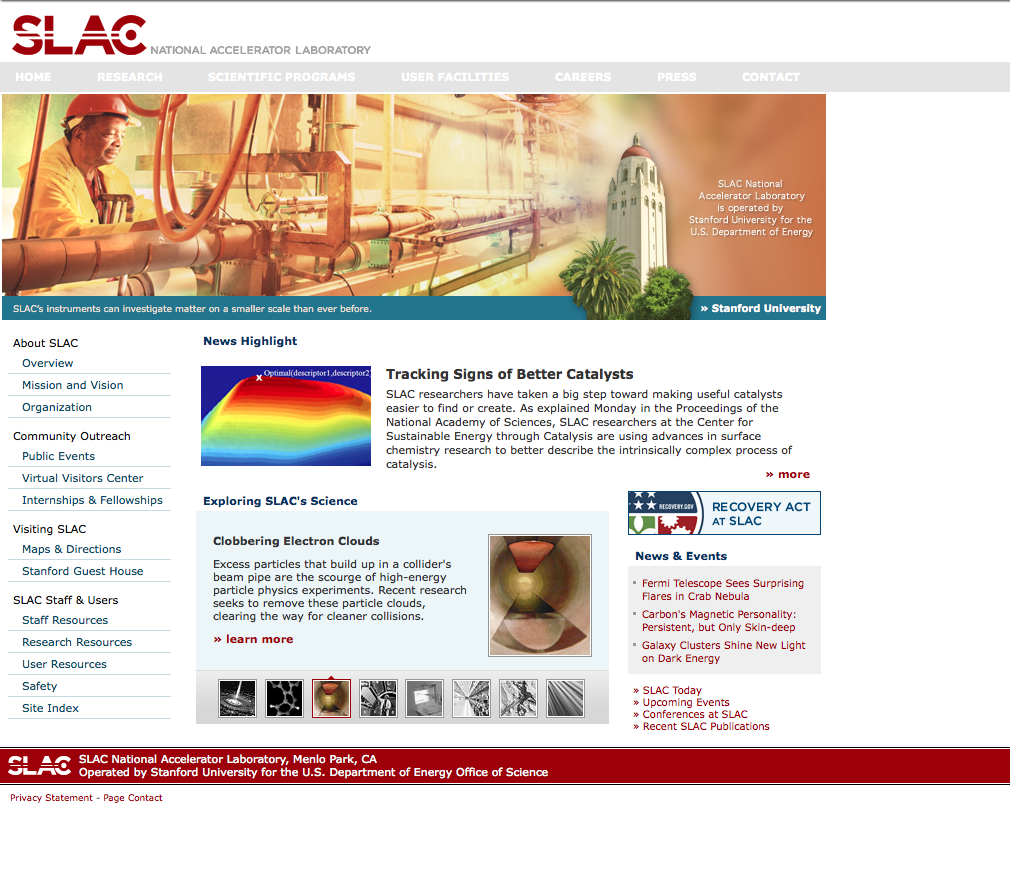 SLAC NATIONAL ACCELERATOR LABORATORY
HOME RESEARCH SCIENTIFIC PROGRAMS USER FACILITIES CAREERS PRESS CONTACT
SLAC National
Accelerator Laboratory
is operated by
Stanford University for the
U.S. Department of Energy
SLAC's instruments can investigate matter on a smaller scale than ever before.
» Stanford University
About SLAC
Overview
Mission and Vision
Organization
Community Outreach
Public Events
Virtual Visitors Center
Internships & Fellowships
Visiting SLAC
Maps & Directions
Stanford Guest House
SLAC Staff & Users
Staff Resources
Research Resources
User Resources
Safety
Site Index
News Highlight
x Optimal(descriptor1,descriptor2)
Tracking Signs of Better Catalysts
SLAC researchers have taken a big step toward making useful catalysts
easier to find or create. As explained Monday in the Proceedings of the
National Academy of Sciences, SLAC researchers at the Center for
Sustainable Energy through Catalysis are using advances in surface
chemistry research to better describe the intrinsically complex process of
catalysis.
» more
Exploring SLAC's Science
Clobbering Electron Clouds
Excess particles that build up in a collider's
beam pipe are the scourge of high-energy
particle physics experiments. Recent research
seeks to remove these particle clouds,
clearing the way for cleaner collisions.
» learn more
RECOVERY.GOV
RECOVERY ACT
AT SLAC
News & Events
Fermi Telescope Sees Surprising
Flares in Crab Nebula
Carbon's Magnetic Personality:
Persistent, but Only Skin-deep
Galaxy Clusters Shine New Light
on Dark Energy
» SLAC Today
» Upcoming Events
» Conferences at SLAC
» Recent SLAC Publications
SLAC
SLAC National Accelerator Laboratory, Menlo Park, CA
Operated by Stanford University for the U.S. Department of Energy Office of Science
Privacy Statement - Page Contact